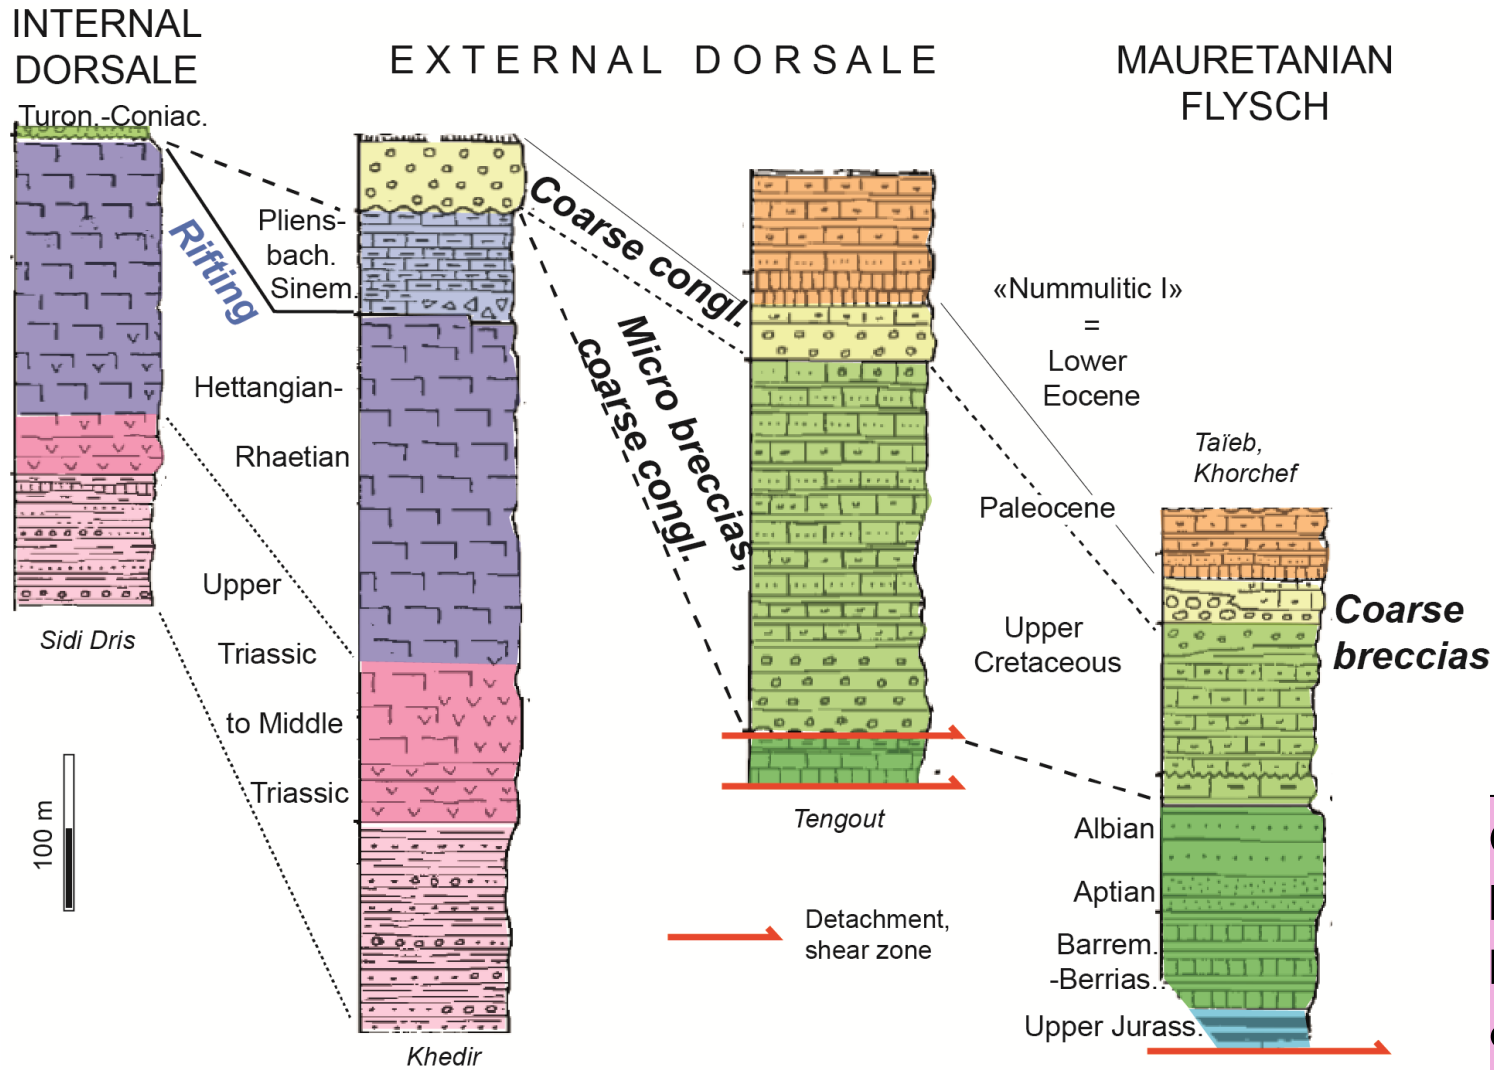 INTERNAL
DORSALE
EXTERNAL DORSALE
MAURETANIAN
FLYSCH
Turon.-Coniac.
Pliens-
bach.
Sinem.
Rifting
Coarse congl.
Micro breccias,
coarse congl.
Hettangian-
Rhaetian
Upper
Triassic
to Middle
Triassic
Sidi Dris
Khedir
100 m
«Nummulitic I»
=
Lower
Eocene
Taïeb,
Khorchef
Paleocene
Coarse
breccias
Upper
Cretaceous
Tengout
Detachment,
shear zone
Albian
Aptian
Barrem.
-Berrias.
Upper Jurass.